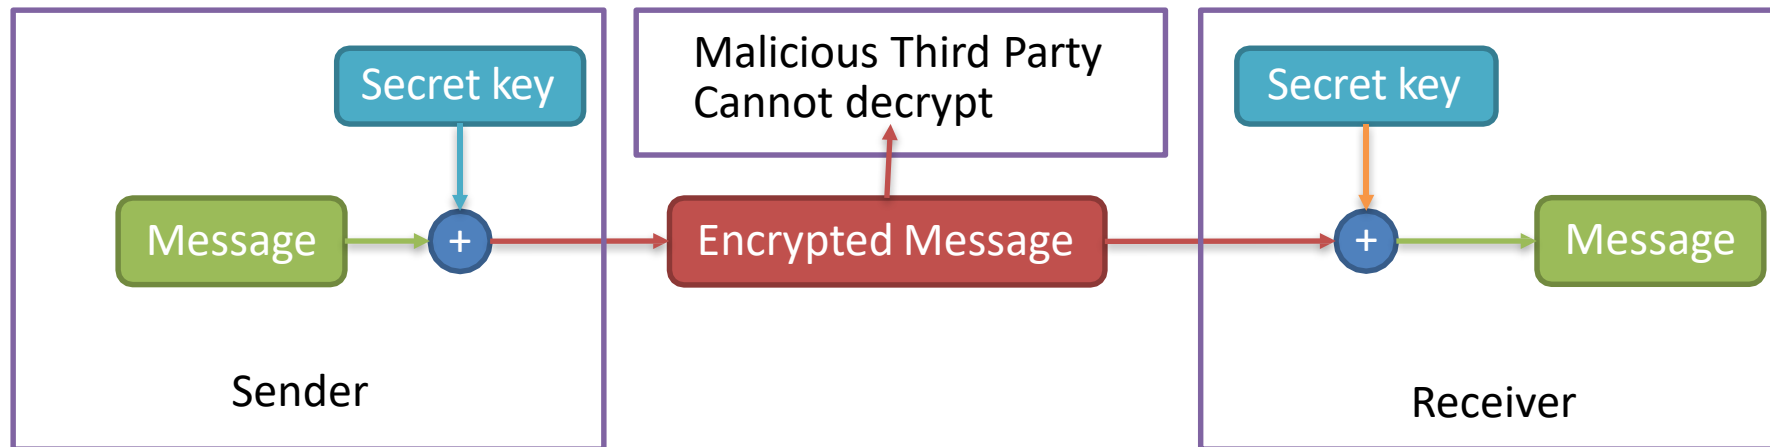 Secret key
Message
+
Sender
Malicious Third Party
Cannot decrypt
Encrypted Message
Secret key
+
Message
Receiver